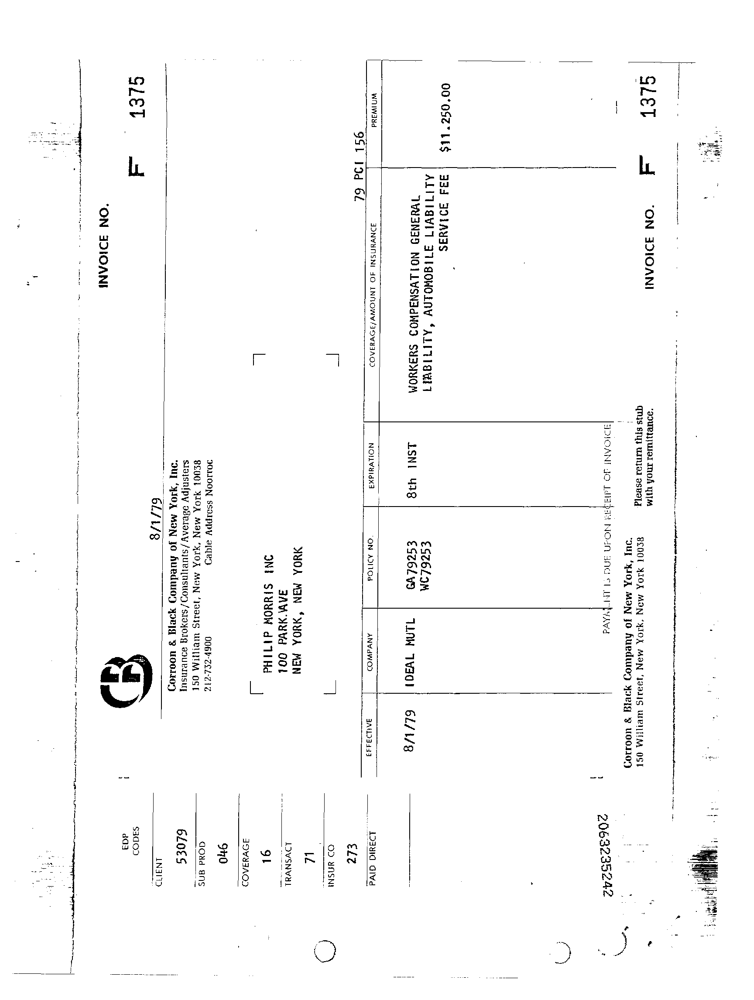 INVOICE NO.
F 1375
CB
8/1/79
Corroon & Black Company of New York, Inc.
Insurance Brokers/Consultants/Average Adjusters
150 William Street, New York, New York 10038
212-732-4900 Cable Address Noorroc
EDP
CODES
CLIENT
53079
SUB PROD
046
COVERAGE
16
TRANSACT
71
INSUR CO
273
PAID DIRECT
PHILIP MORRIS INC
100 PARK AVE
NEW YORK, NEW YORK
79 PCI 156
EFFECTIVE COMPANY POLICY NO. EXPIRATION COVERAGE/AMOUNT OF INSURANCE PREMIUM
8/1/79 IDEAL MUTL GA79253 8th INST WORKERS COMPENSATION GENERAL
WC79253 LIABILITY, AUTOMOBILE LIABILITY
SERVICE FEE $11.250.00
PAYMENT IS DUE UPON RECEIPT OF INVOICE
Corroon & Black Company of New York, Inc.
150 William Street, New York, New York 10038
Please return this stub
with your remittance.
INVOICE NO. F 1375
2063235242